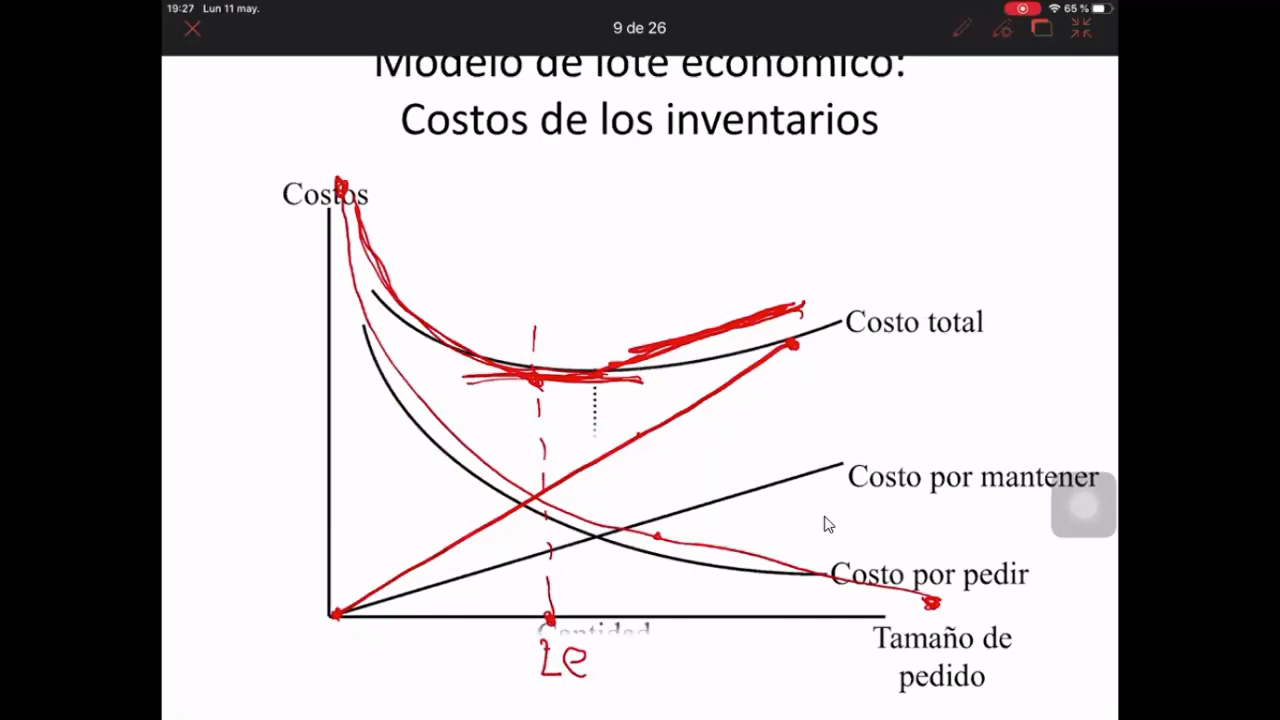 19:27 Lun 11 may.
65 %
9 de 26
Modelo de lote económico:
Costos de los inventarios
Costos
Costo total
Costo por mantener
Costo por pedir
Cantidad
Tamaño de
pedido
Le